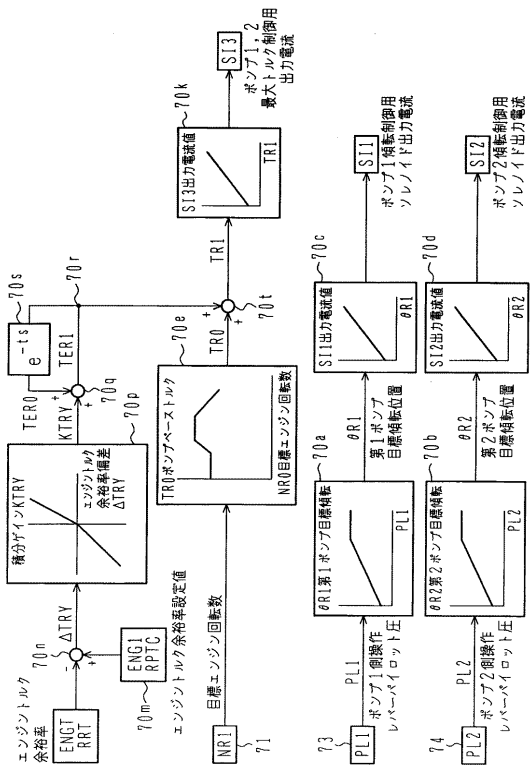 エンジントルク
余裕率
ENGT
RRT
70n
ΔTRY
-
+
ENG1
RPTC
70m
エンジントルク余裕率設定値
積分ゲインKTRY
エンジントルク
余裕率偏差
ΔTRY
70p
KTRY
+
+
70q
TER0
70s
e-ts
TER1
70r
NR1
71
目標エンジン回転数
TR0ポンプベーストルク
NR0目標エンジン回転数
70e
TR0
+
+
70t
TR1
SI3出力電流値
TR1
70k
SI3
ポンプ1,2
最大トルク制御用
出力電流
73
PL1
PL1
ポンプ1側操作
レバーパイロット圧
θR1第1ポンプ目標傾転
PL1
70a
θR1
第1ポンプ
目標傾転位置
SI1出力電流値
θR1
70c
SI1
ポンプ1傾転制御用
ソレノイド出力電流
74
PL2
PL2
ポンプ2側操作
レバーパイロット圧
θR2第2ポンプ目標傾転
PL2
70b
θR2
第2ポンプ
目標傾転位置
SI2出力電流値
θR2
70d
SI2
ポンプ2傾転制御用
ソレノイド出力電流